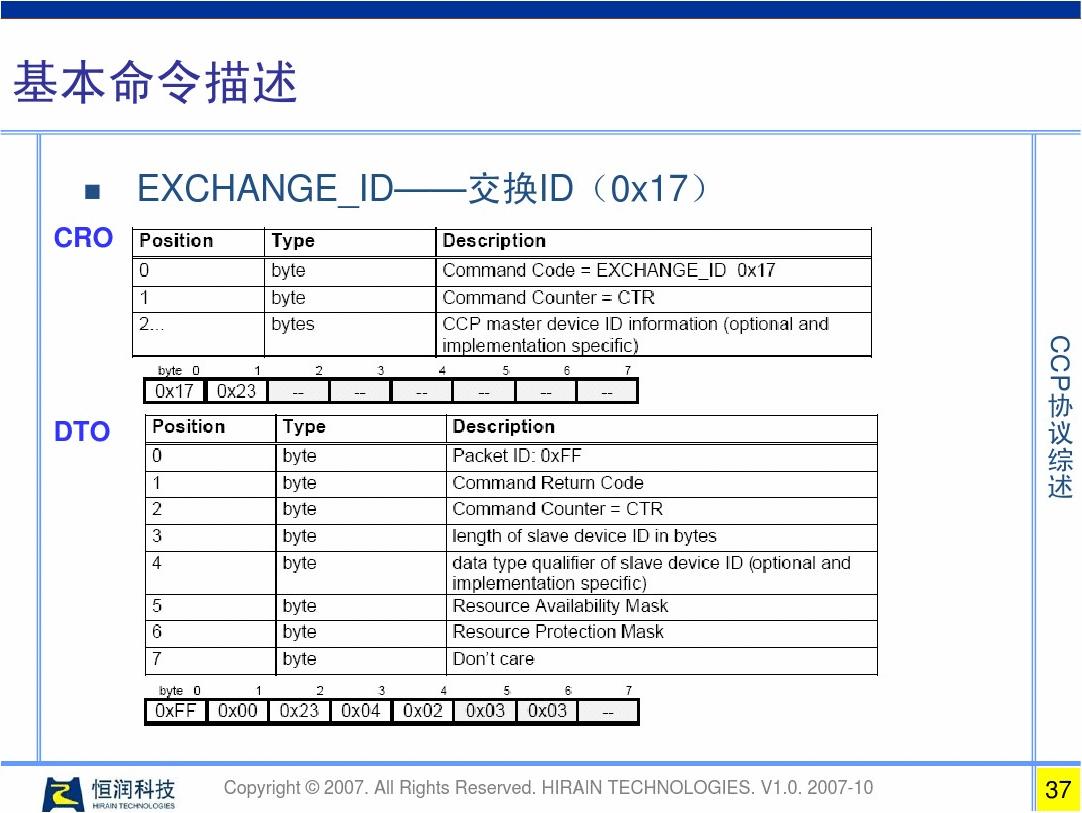 基本命令描述
■ EXCHANGE_ID——交换ID（0x17）
CRO
Position Type Description
0 byte Command Code = EXCHANGE_ID 0x17
1 byte Command Counter = CTR
2... bytes CCP master device ID information (optional and
implementation specific)
byte 0 1 2 3 4 5 6 7
0x17 0x23 -- -- -- -- -- --
DTO
Position Type Description
0 byte Packet ID: 0xFF
1 byte Command Return Code
2 byte Command Counter = CTR
3 byte length of slave device ID in bytes
4 byte data type qualifier of slave device ID (optional and
implementation specific)
5 byte Resource Availability Mask
6 byte Resource Protection Mask
7 byte Don't care
byte 0 1 2 3 4 5 6 7
0xFF 0x00 0x23 0x04 0x02 0x03 0x03 --
CCP协议综述
恒润科技
HIRAIN TECHNOLOGIES
Copyright © 2007. All Rights Reserved. HIRAIN TECHNOLOGIES. V1.0. 2007-10
37